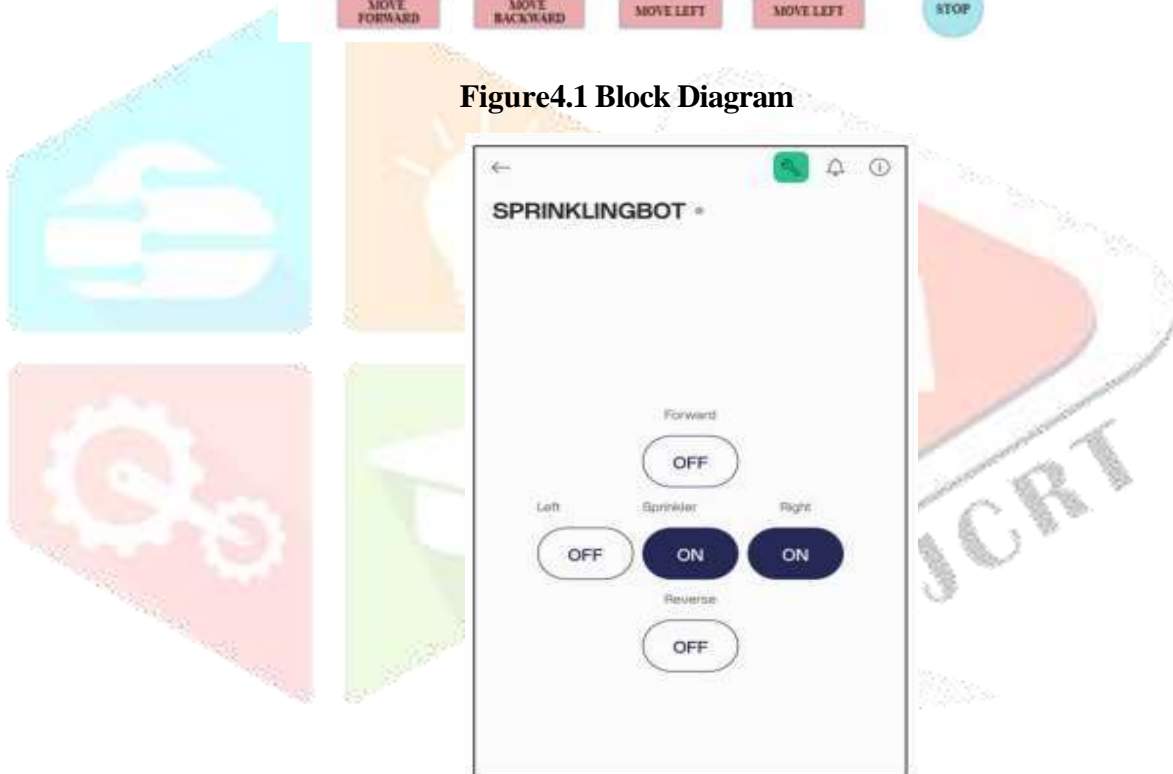 MOVE FORWARD
MOVE BACKWARD
MOVE LEFT
MOVE LEFT
STOP
Figure4.1 Block Diagram
SPRINKLINGBOT
Forward
OFF
Left
Sprinkler
Right
OFF
ON
ON
Reverse
OFF
JCRT